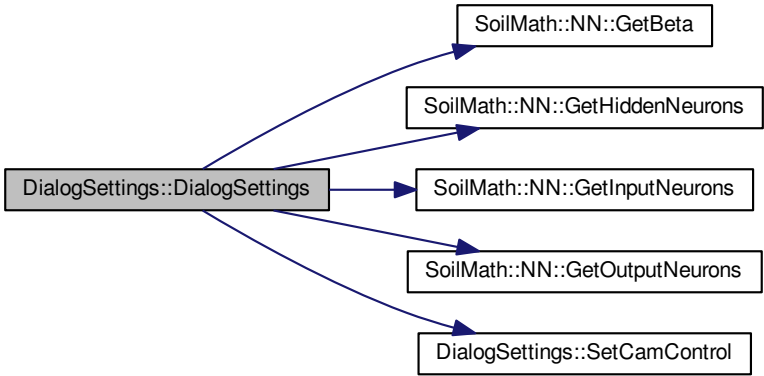 SoilMath::NN::GetBeta
SoilMath::NN::GetHiddenNeurons
DialogSettings::DialogSettings
SoilMath::NN::GetInputNeurons
SoilMath::NN::GetOutputNeurons
DialogSettings::SetCamControl